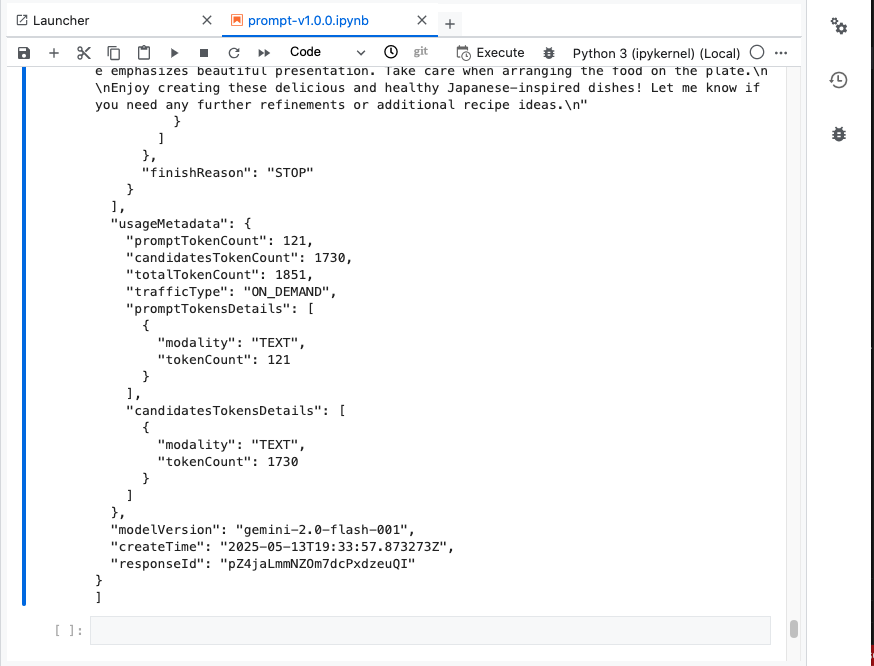 Launcher
prompt-v1.0.0.ipynb
Code
git
Execute
Python 3 (ipykernel) (Local)
e emphasizes beautiful presentation. Take care when arranging the food on the plate.\n
\nEnjoy creating these delicious and healthy Japanese-inspired dishes! Let me know if
you need any further refinements or additional recipe ideas.\n"
}
]
},
"finishReason": "STOP"
}
],
"usageMetadata": {
"promptTokenCount": 121,
"candidatesTokenCount": 1730,
"totalTokenCount": 1851,
"trafficType": "ON_DEMAND",
"promptTokensDetails": [
{
"modality": "TEXT",
"tokenCount": 121
}
],
"candidatesTokensDetails": [
{
"modality": "TEXT",
"tokenCount": 1730
}
]
},
"modelVersion": "gemini-2.0-flash-001",
"createTime": "2025-05-13T19:33:57.873273Z",
"responseId": "pZ4jaLmmNZOm7dcPxdzeuQI"
}
]
[ ]: